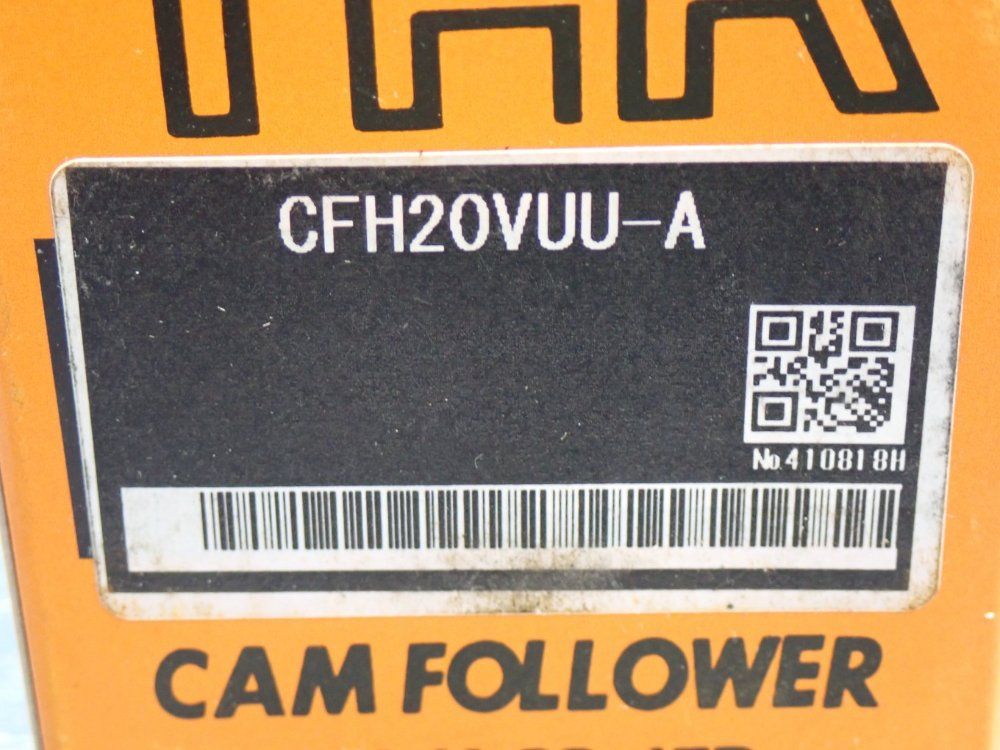 THK
CFH20VUU-A
No.410818H
CAM FOLLOWER